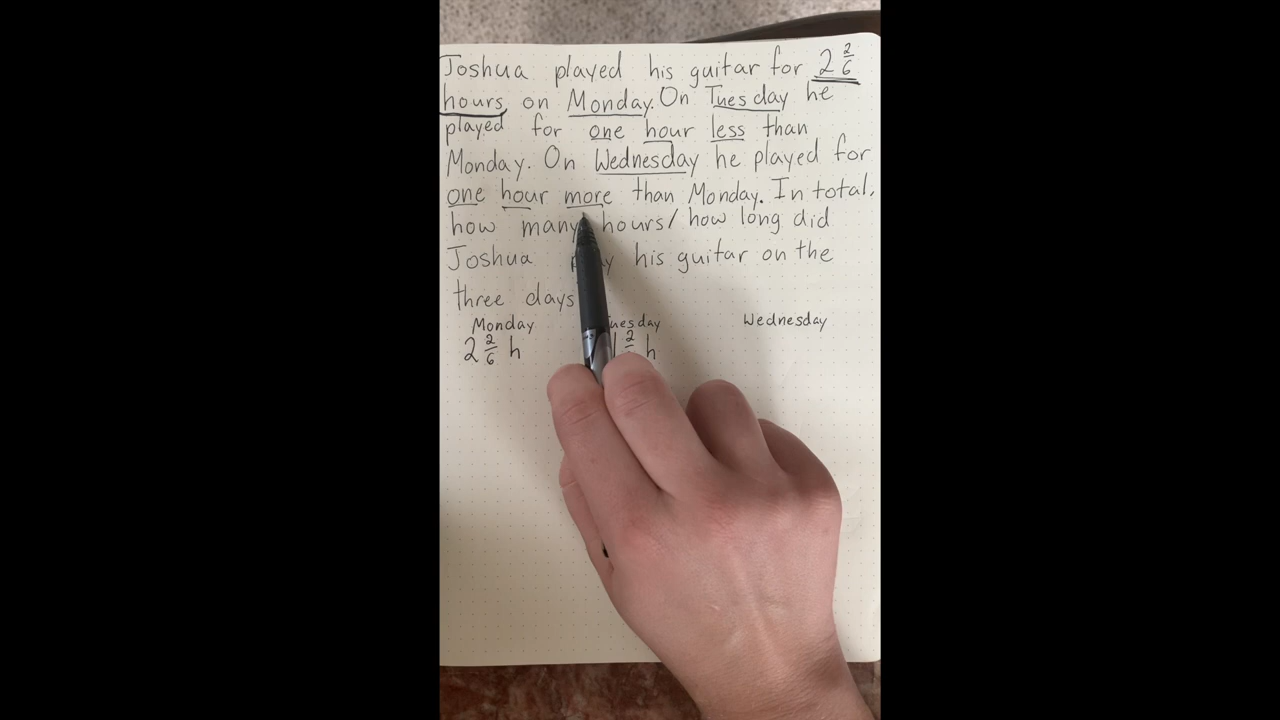 Joshua played his guitar for 2 2/6
hours on Monday. On Tuesday he
played for one hour less than
Monday. On Wednesday he played for
one hour more than Monday. In total,
how many hours/ how long did
Joshua his guitar on the
three days
Monday Wednesday
2 2/6 h h